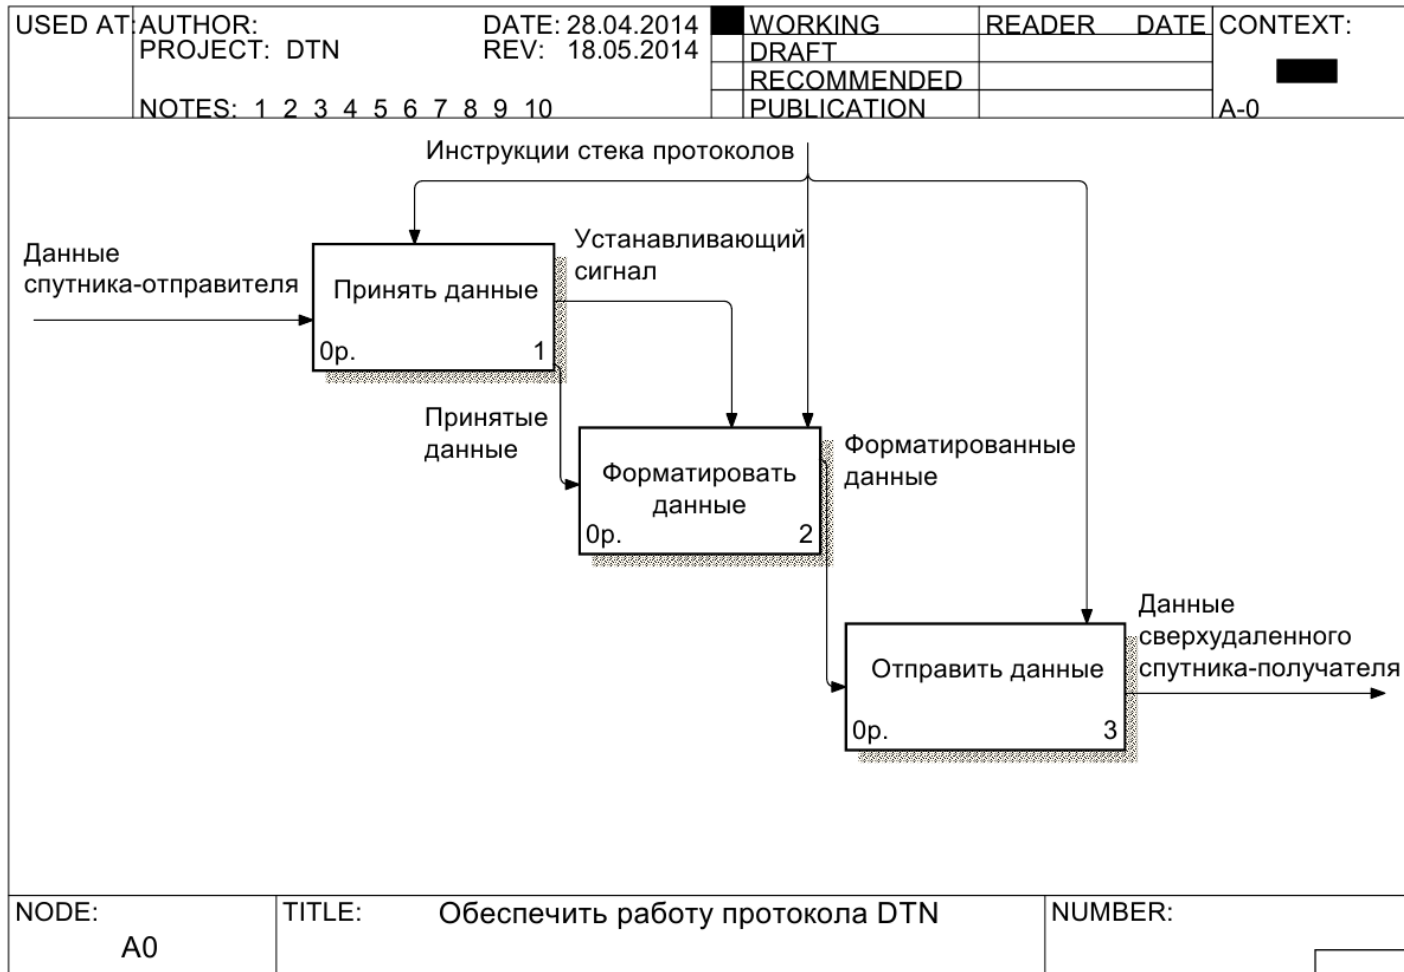 USED AT:
AUTHOR:
DATE: 28.04.2014
PROJECT: DTN
REV: 18.05.2014
NOTES: 1 2 3 4 5 6 7 8 9 10
WORKING
DRAFT
RECOMMENDED
PUBLICATION
READER DATE
CONTEXT:
A-0
Инструкции стека протоколов
Данные
спутника-отправителя
Принять данные
0р. 1
Устанавливающий
сигнал
Принятые
данные
Форматировать
данные
0р. 2
Форматированные
данные
Отправить данные
0р. 3
Данные
сверхудаленного
спутника-получателя
NODE:
A0
TITLE: Обеспечить работу протокола DTN
NUMBER: